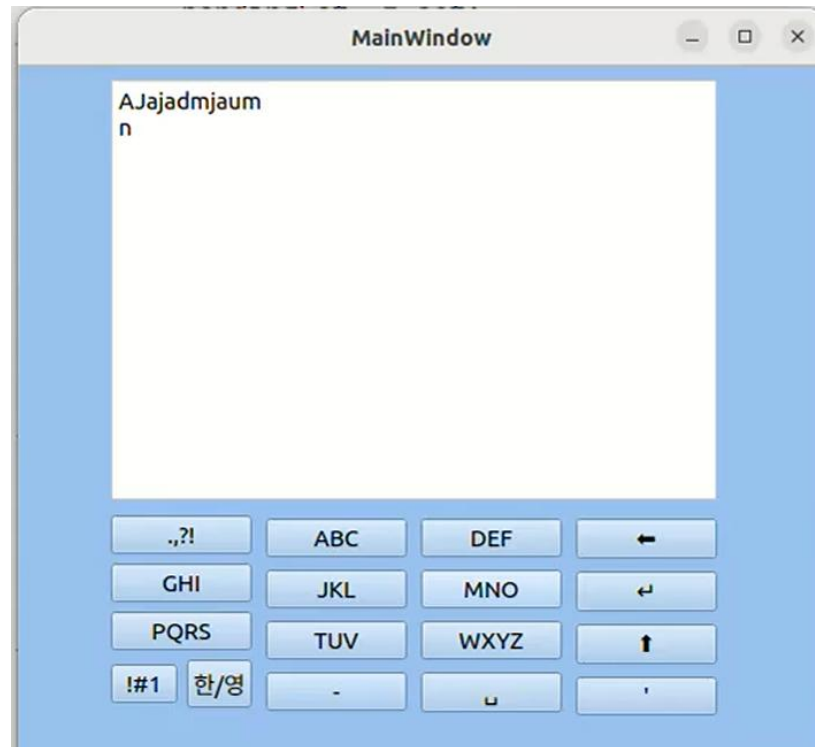 MainWindow
AJajadmjaum
n
.,?! ABC DEF ⬅
GHI JKL MNO ↵
PQRS TUV WXYZ ⬆
!#1 한/영 - ␣ '